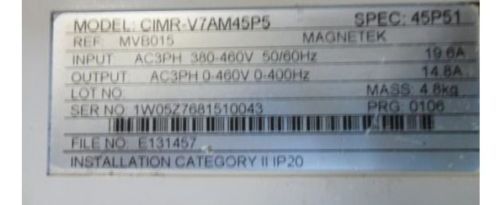 MODEL: CIMR-V7AM45P5 SPEC: 45P51
REF MVB015 MAGNETEK
INPUT AC3PH 380-460V 50/60Hz 19.6A
OUTPUT AC3PH 0-460V 0-400Hz 14.8A
LOT NO. MASS 4.8kg
SER NO 1W05Z7681510043 PRG 0106
FILE NO. E131457
INSTALLATION CATEGORY II IP20